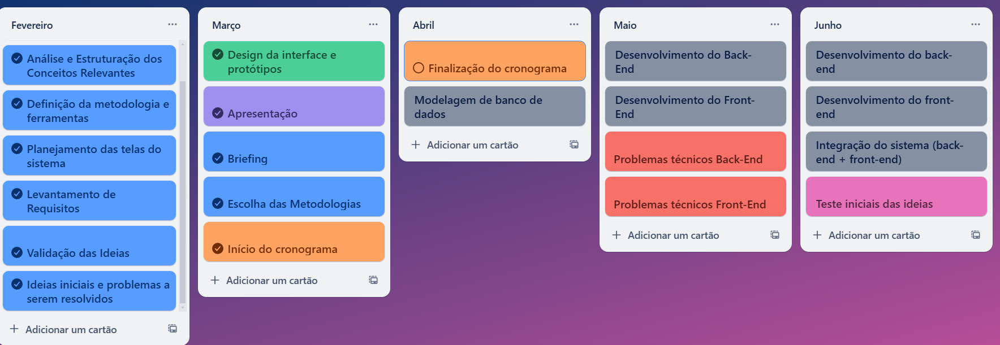 Fevereiro
Análise e Estruturação dos
Conceitos Relevantes
Definição da metodologia e
ferramentas
Planejamento das telas do
sistema
Levantamento de
Requisitos
Validação das Ideias
Ideias iniciais e problemas a
serem resolvidos
Adicionar um cartão
Março
Design da interface e
protótipos
Apresentação
Briefing
Escolha das Metodologias
Início do cronograma
Adicionar um cartão
Abril
Finalização do cronograma
Modelagem de banco de
dados
Adicionar um cartão
Maio
Desenvolvimento do Back-
End
Desenvolvimento do Front-
End
Problemas técnicos Back-End
Problemas técnicos Front-End
Adicionar um cartão
Junho
Desenvolvimento do back-
end
Desenvolvimento do front-
end
Integração do sistema (back-
end + front-end)
Teste iniciais das ideias
Adicionar um cartão